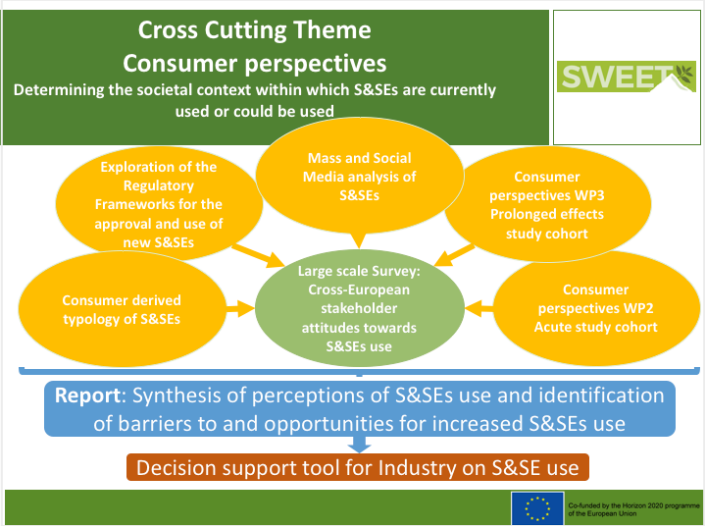 Cross Cutting Theme
Consumer perspectives
Determining the societal context within which S&SEs are currently
used or could be used
SWEET
Exploration of the
Regulatory
Frameworks for the
approval and use of
new S&SEs
Mass and Social
Media analysis of
S&SEs
Consumer
perspectives WP3
Prolonged effects
study cohort
Consumer derived
typology of S&SEs
Large scale Survey:
Cross-European
stakeholder
attitudes towards
S&SEs use
Consumer
perspectives WP2
Acute study cohort
Report: Synthesis of perceptions of S&SEs use and identification
of barriers to and opportunities for increased S&SEs use
Decision support tool for Industry on S&SE use
Co-funded by the Horizon 2020 programme
of the European Union